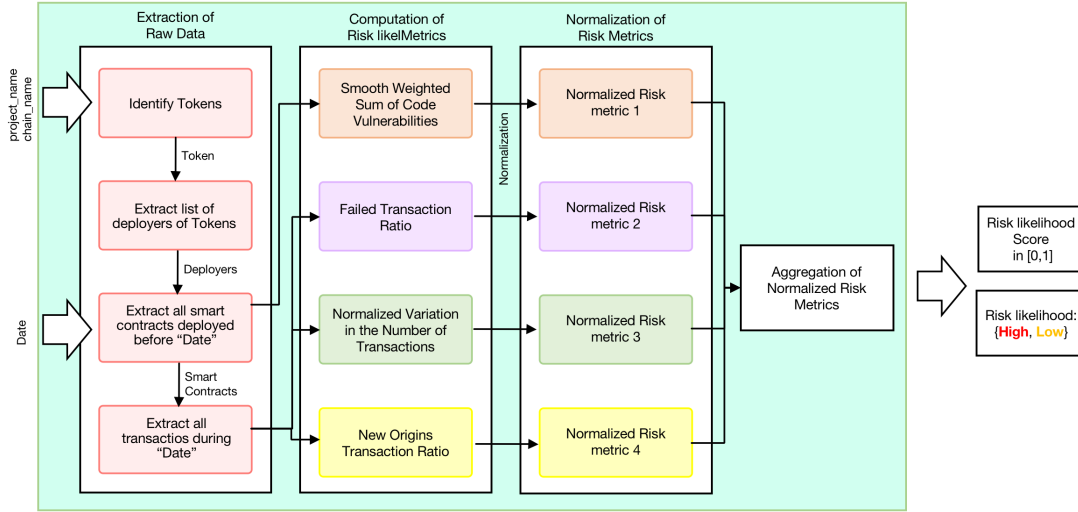 Extraction of
Raw Data
Computation of
Risk likelMetrics
Normalization of
Risk Metrics
project_name
chain_name
Identify Tokens
Token
Extract list of
deployers of Tokens
Deployers
Date
Extract all smart
contracts deployed
before “Date”
Smart
Contracts
Extract all
transactios during
“Date”
Smooth Weighted
Sum of Code
Vulnerabilities
Failed Transaction
Ratio
Normalized Variation
in the Number of
Transactions
New Origins
Transaction Ratio
Normalization
Normalized Risk
metric 1
Normalized Risk
metric 2
Normalized Risk
metric 3
Normalized Risk
metric 4
Aggregation of
Normalized Risk
Metrics
Risk likelihood
Score
in [0,1]
Risk likelihood:
{High, Low}